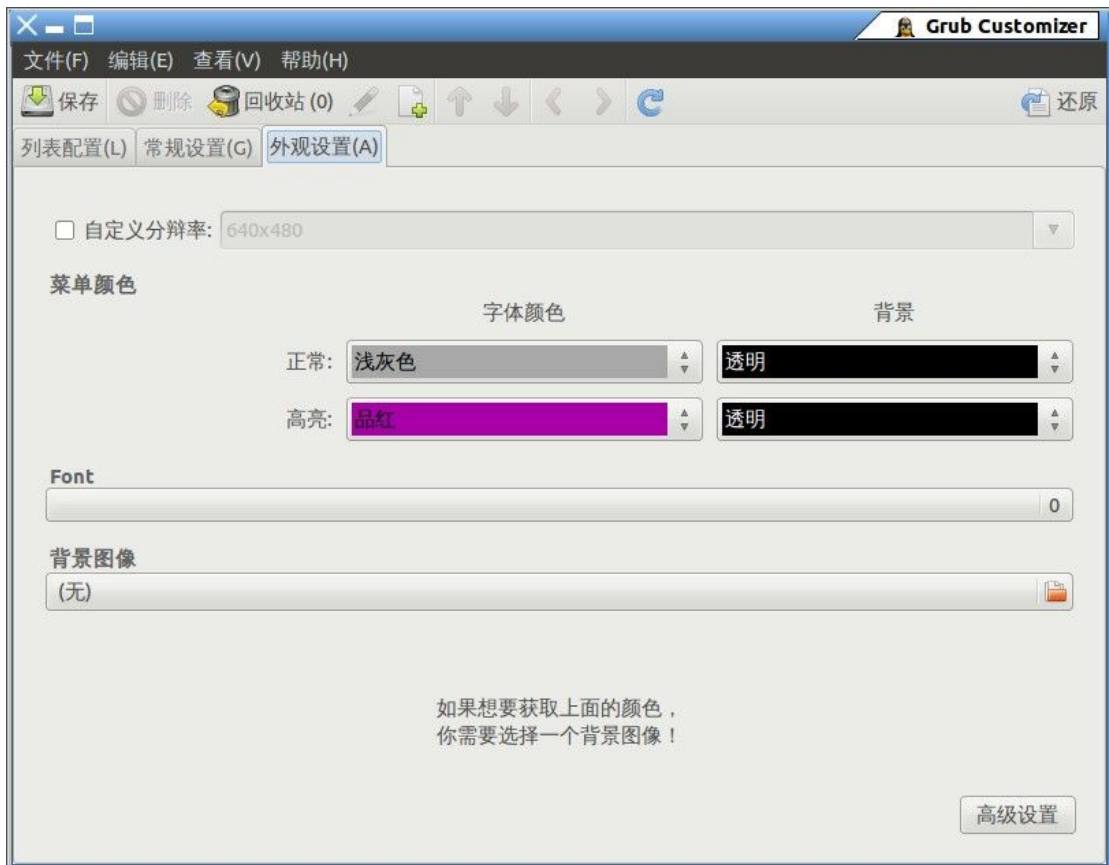 Grub Customizer
文件(F) 编辑(E) 查看(V) 帮助(H)
保存 删除 回收站 (0) 还原
列表配置(L) 常规设置(G) 外观设置(A)
自定义分辩率: 640x480
菜单颜色
字体颜色 背景
正常: 浅灰色 透明
高亮: 品红 透明
Font
0
背景图像
(无)
如果想要获取上面的颜色，
你需要选择一个背景图像！
高级设置